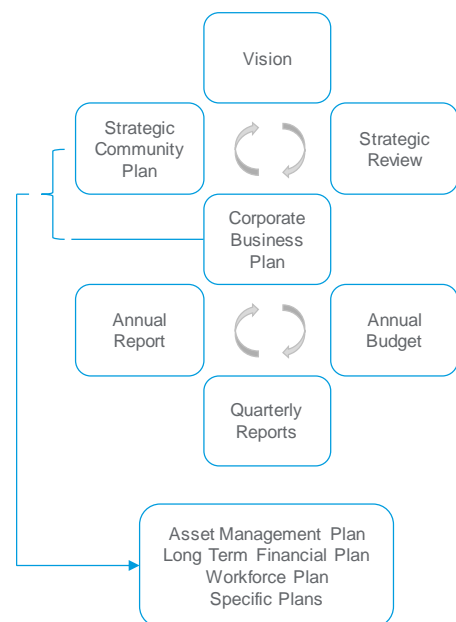 Vision
Strategic
Community
Plan
Strategic
Review
Corporate
Business
Plan
Annual
Report
Annual
Budget
Quarterly
Reports
Asset Management Plan
Long Term Financial Plan
Workforce Plan
Specific Plans